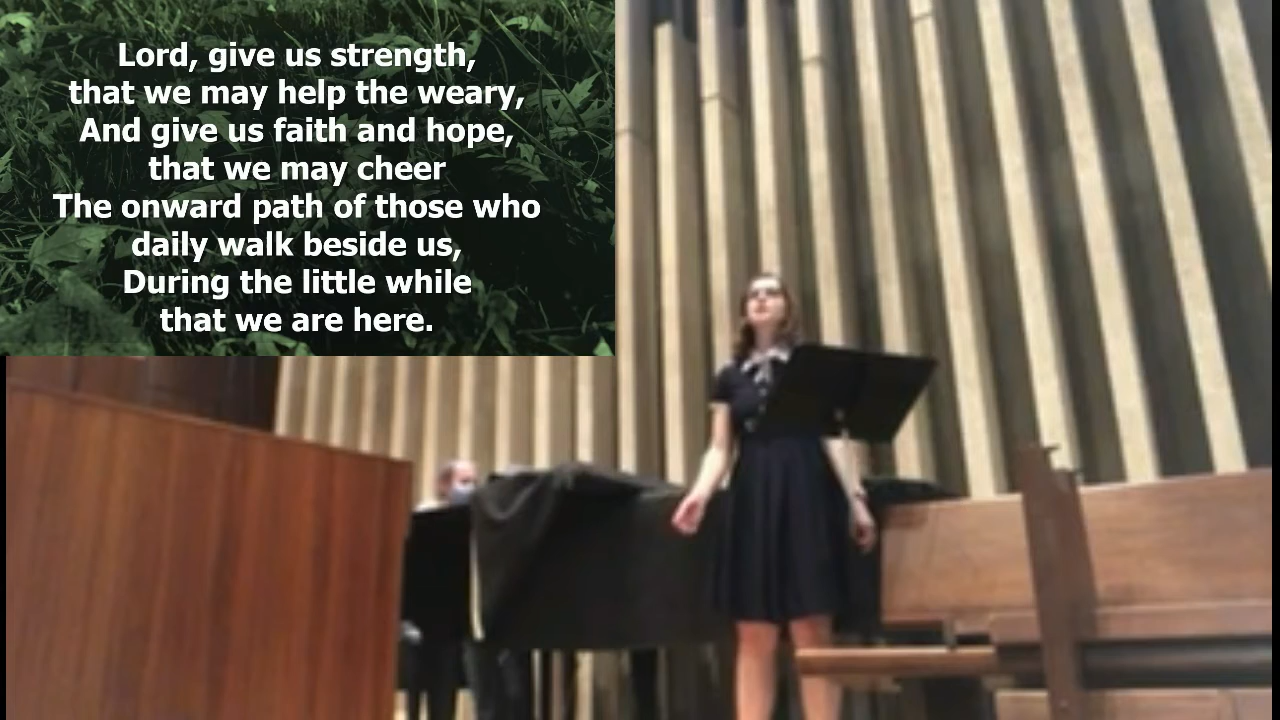 Lord, give us strength,
that we may help the weary,
And give us faith and hope,
that we may cheer
The onward path of those who
daily walk beside us,
During the little while
that we are here.